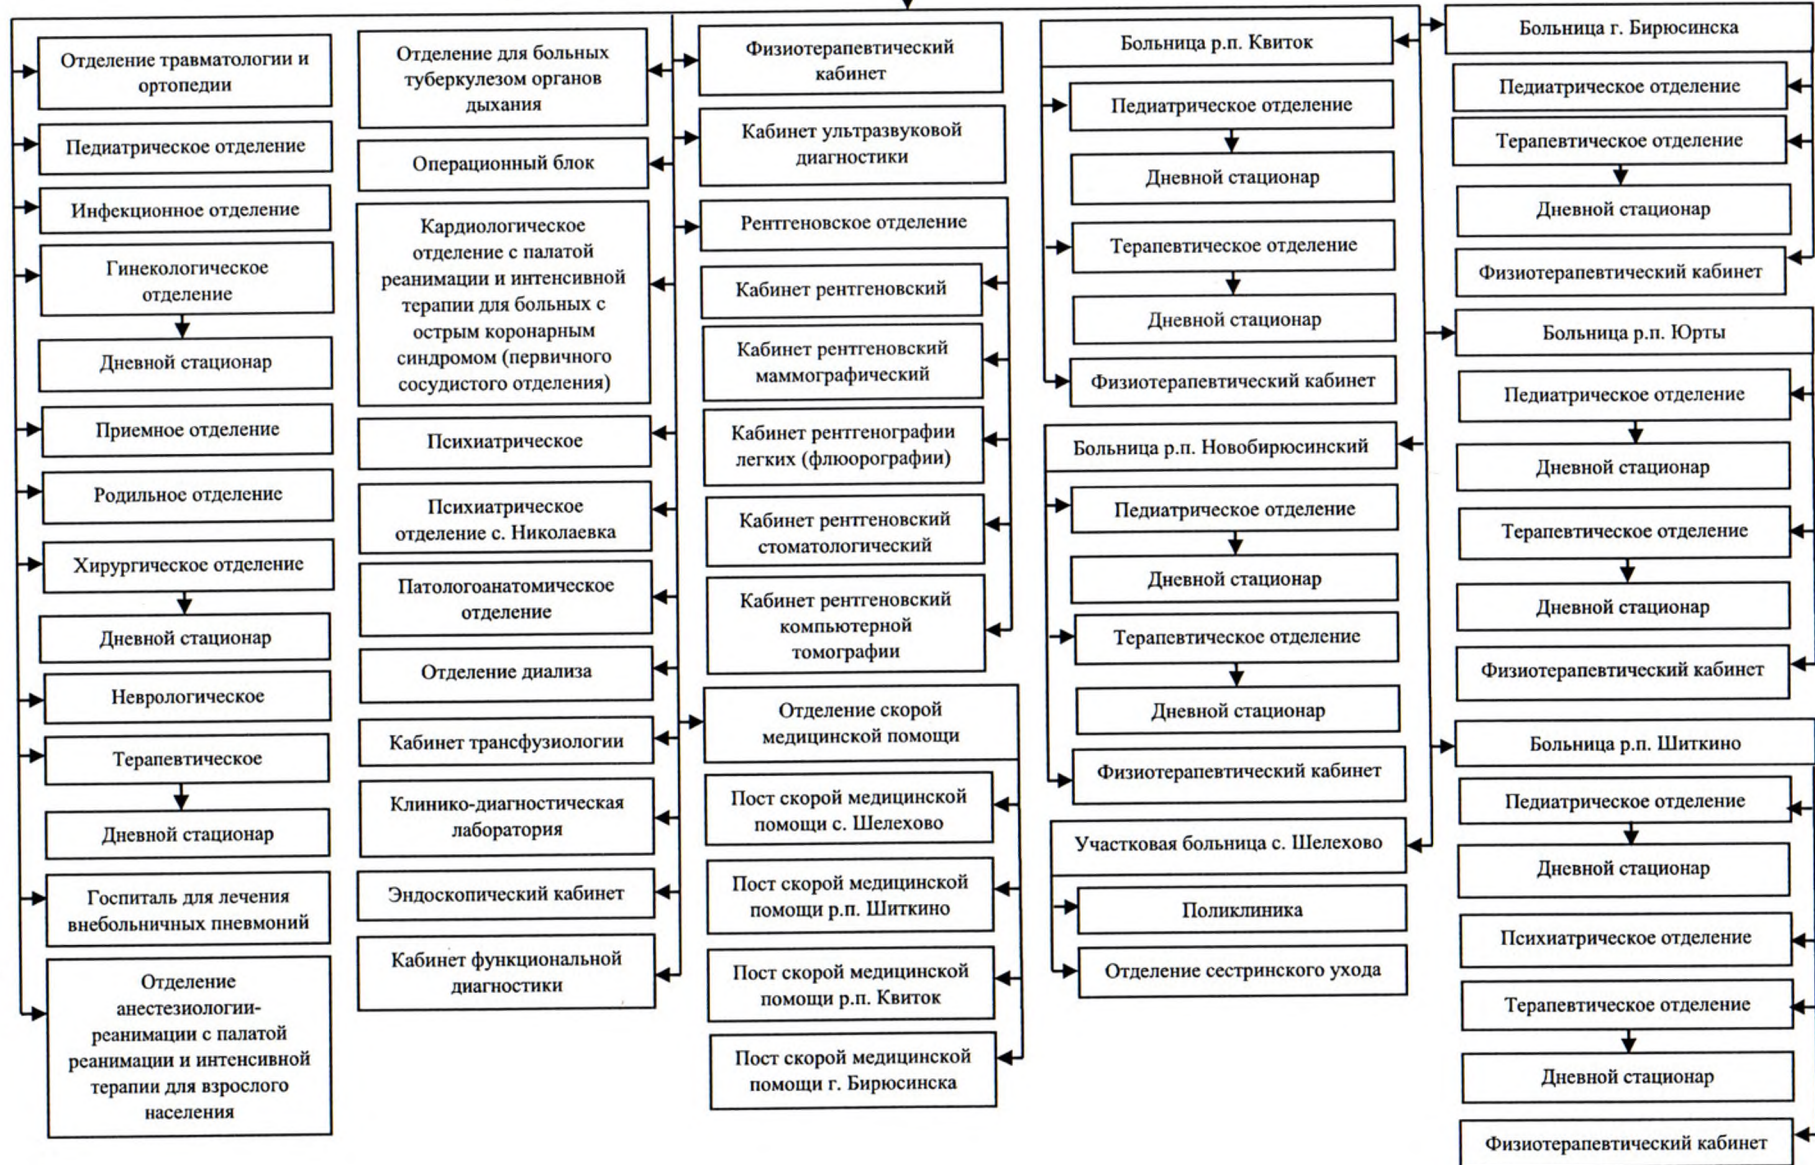 Отделение травматологии и
ортопедии
Педиатрическое отделение
Инфекционное отделение
Гинекологическое
отделение
Дневной стационар
Приемное отделение
Родильное отделение
Хирургическое отделение
Дневной стационар
Неврологическое
Терапевтическое
Дневной стационар
Госпиталь для лечения
внебольничных пневмоний
Отделение
анестезиологии-
реанимации с палатой
реанимации и интенсивной
терапии для взрослого
населения
Отделение для больных
туберкулезом органов
дыхания
Операционный блок
Кардиологическое
отделение с палатой
реанимации и интенсивной
терапии для больных с
острым коронарным
синдромом (первичного
сосудистого отделения)
Психиатрическое
Психиатрическое
отделение с. Николаевка
Патологоанатомическое
отделение
Отделение диализа
Кабинет трансфузиологии
Клинико-диагностическая
лаборатория
Эндоскопический кабинет
Кабинет функциональной
диагностики
Физиотерапевтический
кабинет
Кабинет ультразвуковой
диагностики
Рентгеновское отделение
Кабинет рентгеновский
Кабинет рентгеновский
маммографический
Кабинет рентгенографии
легких (флюорографии)
Кабинет рентгеновский
стоматологический
Кабинет рентгеновский
компьютерной
томографии
Отделение скорой
медицинской помощи
Пост скорой медицинской
помощи с. Шелехово
Пост скорой медицинской
помощи р.п. Шиткино
Пост скорой медицинской
помощи р.п. Квиток
Пост скорой медицинской
помощи г. Бирюсинска
Больница р.п. Квиток
Педиатрическое отделение
Дневной стационар
Терапевтическое отделение
Дневной стационар
Физиотерапевтический кабинет
Больница р.п. Новобирюсинский
Педиатрическое отделение
Дневной стационар
Терапевтическое отделение
Дневной стационар
Физиотерапевтический кабинет
Участковая больница с. Шелехово
Поликлиника
Отделение сестринского ухода
Больница г. Бирюсинска
Педиатрическое отделение
Терапевтическое отделение
Дневной стационар
Физиотерапевтический кабинет
Больница р.п. Юрты
Педиатрическое отделение
Дневной стационар
Терапевтическое отделение
Дневной стационар
Физиотерапевтический кабинет
Больница р.п. Шиткино
Педиатрическое отделение
Дневной стационар
Психиатрическое отделение
Терапевтическое отделение
Дневной стационар
Физиотерапевтический кабинет